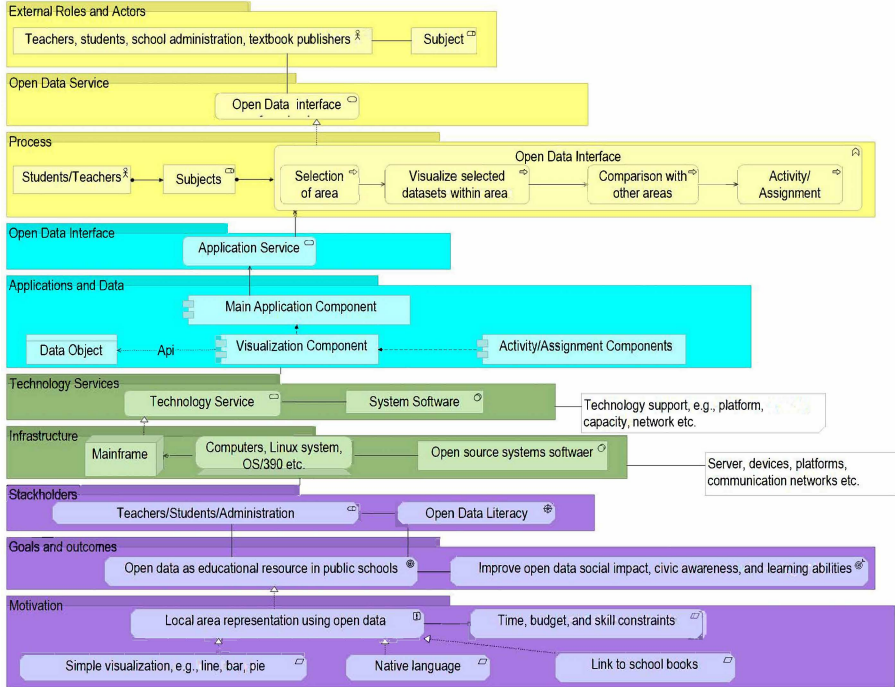 External Roles and Actors
Teachers, students, school administration, textbook publishers
Subject
Open Data Service
Open Data interface
Process
Open Data Interface
Students/Teachers
Subjects
Selection
of area
Visualize selected
datasets within area
Comparison with
other areas
Activity/
Assignment
Open Data Interface
Application Service
Applications and Data
Main Application Component
Data Object
Api
Visualization Component
Activity/Assignment Components
Technology Services
Technology Service
System Software
Technology support, e.g., platform,
capacity, network etc.
Infrastructure
Mainframe
Computers, Linux system,
OS/390 etc.
Open source systems softwaer
Server, devices, platforms,
communication networks etc.
Stackholders
Teachers/Students/Administration
Open Data Literacy
Goals and outcomes
Open data as educational resource in public schools
Improve open data social impact, civic awareness, and learning abilities
Motivation
Local area representation using open data
Time, budget, and skill constraints
Simple visualization, e.g., line, bar, pie
Native language
Link to school books